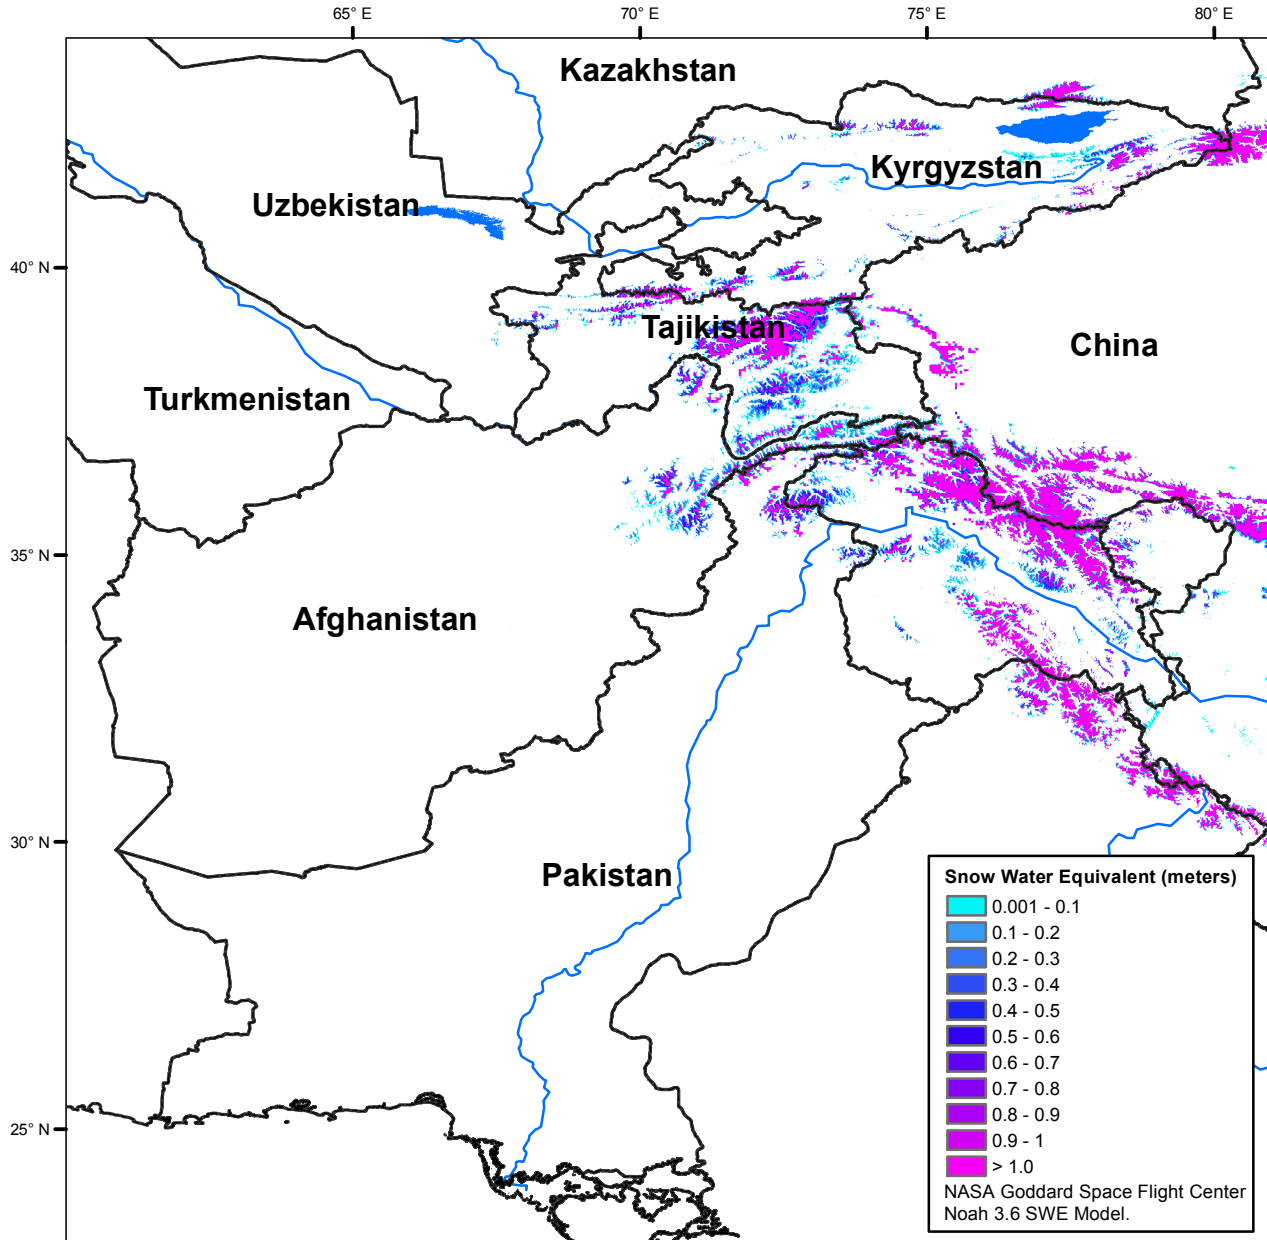 65° E
70° E
75° E
80° E
Kazakhstan
Kyrgyzstan
Uzbekistan
40° N
Tajikistan
China
Turkmenistan
35° N
Afghanistan
30° N
Pakistan
25° N
Snow Water Equivalent (meters)
0.001 - 0.1
0.1 - 0.2
0.2 - 0.3
0.3 - 0.4
0.4 - 0.5
0.5 - 0.6
0.6 - 0.7
0.7 - 0.8
0.8 - 0.9
0.9 - 1
> 1.0
NASA Goddard Space Flight Center
Noah 3.6 SWE Model.